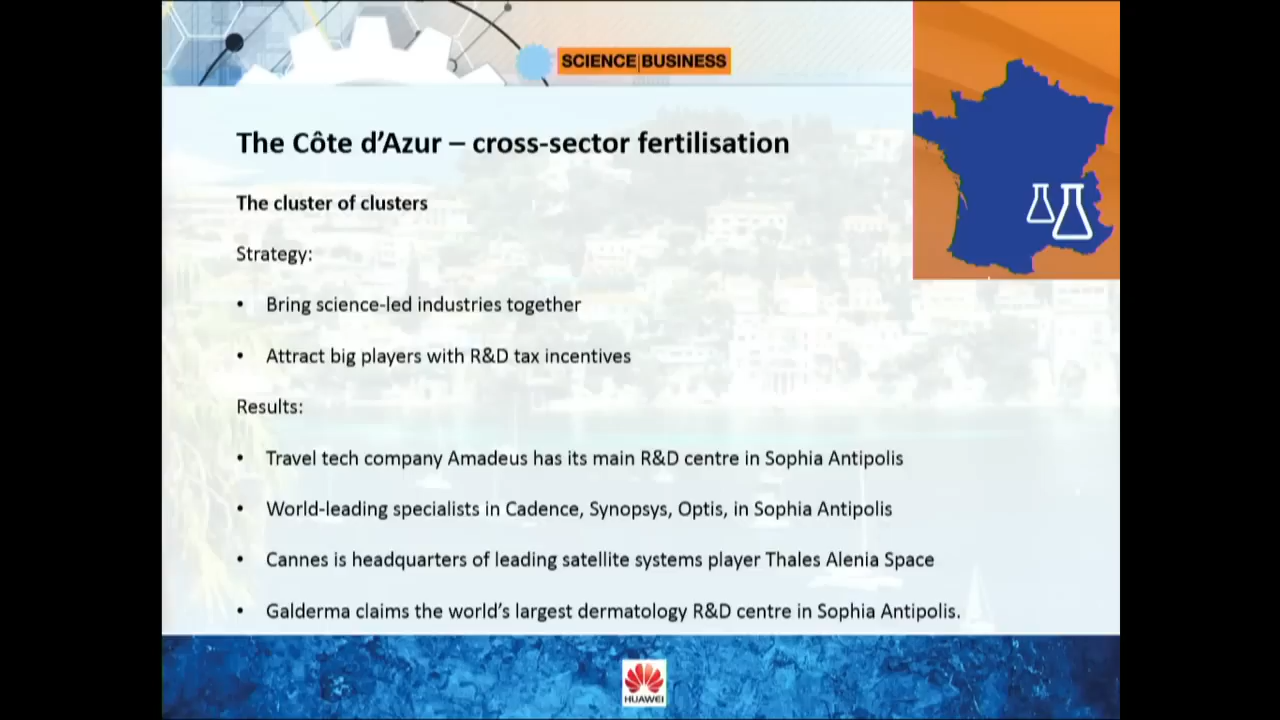 SCIENCE|BUSINESS
The Côte d'Azur – cross-sector fertilisation
The cluster of clusters
Strategy:
• Bring science-led industries together
• Attract big players with R&D tax incentives
Results:
• Travel tech company Amadeus has its main R&D centre in Sophia Antipolis
• World-leading specialists in Cadence, Synopsys, Optis, in Sophia Antipolis
• Cannes is headquarters of leading satellite systems player Thales Alenia Space
• Galderma claims the world's largest dermatology R&D centre in Sophia Antipolis.
HUAWEI